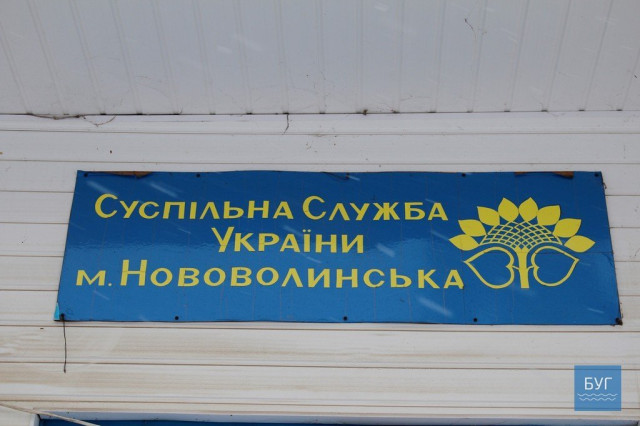 Суспільна Служба
України
м. Нововолинська
БУГ